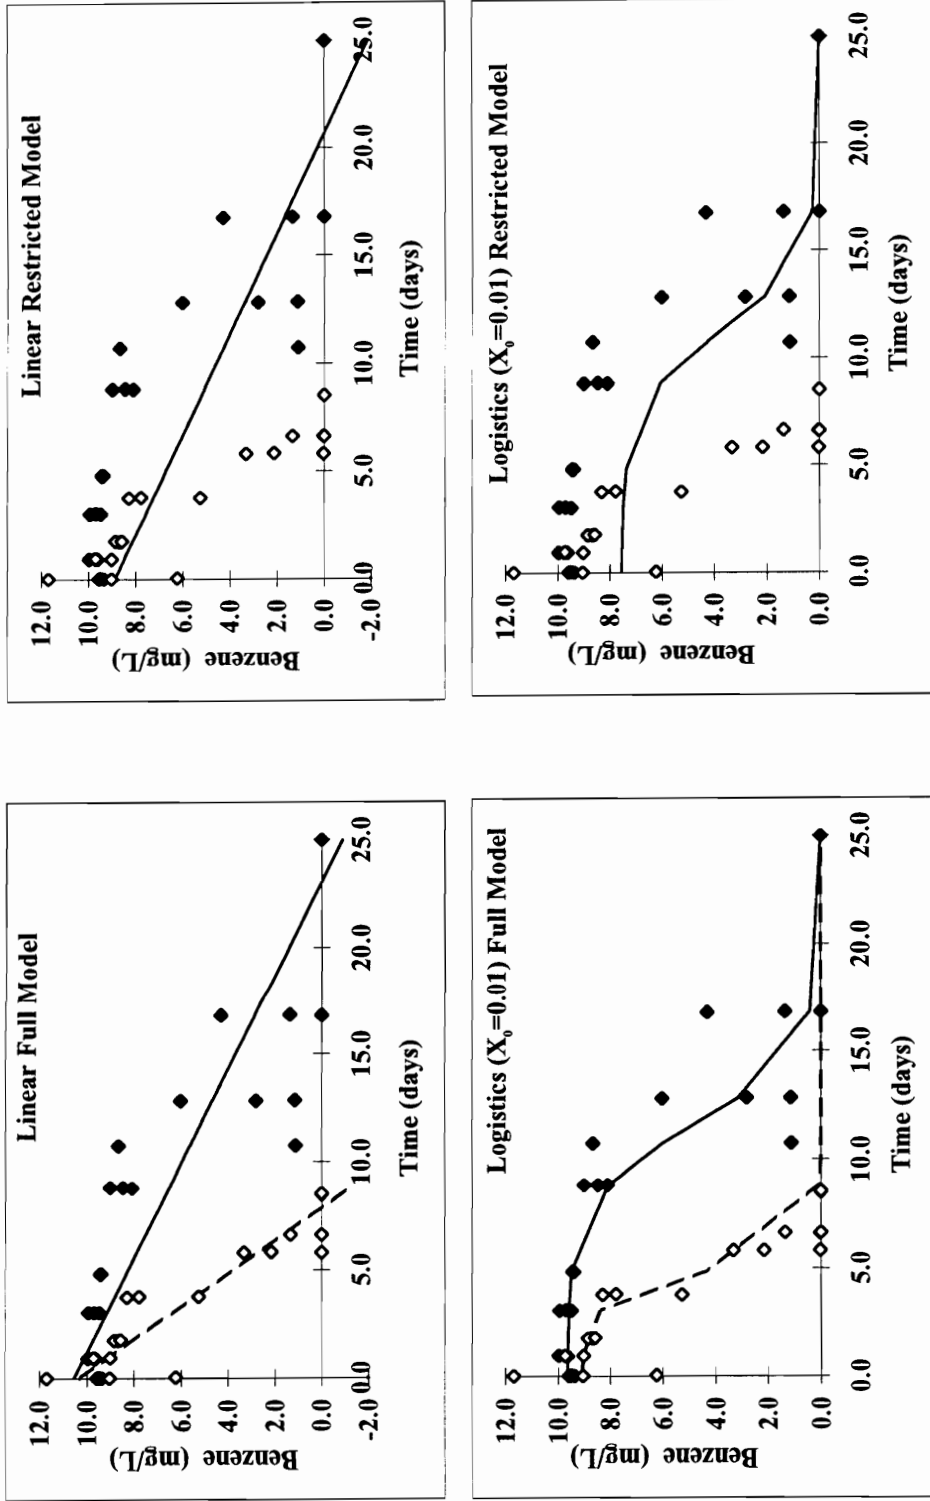 Linear Full Model
12.0
10.0
8.0
6.0
4.0
2.0
0.0
-2.0
Benzene (mg/L)
0.0 5.0 10.0 15.0 20.0 25.0
Time (days)
Linear Restricted Model
12.0
10.0
8.0
6.0
4.0
2.0
0.0
-2.0
Benzene (mg/L)
0.0 5.0 10.0 15.0 20.0 25.0
Time (days)
Logistics (X₀=0.01) Full Model
12.0
10.0
8.0
6.0
4.0
2.0
0.0
Benzene (mg/L)
0.0 5.0 10.0 15.0 20.0 25.0
Time (days)
Logistics (X₀=0.01) Restricted Model
12.0
10.0
8.0
6.0
4.0
2.0
0.0
Benzene (mg/L)
0.0 5.0 10.0 15.0 20.0 25.0
Time (days)